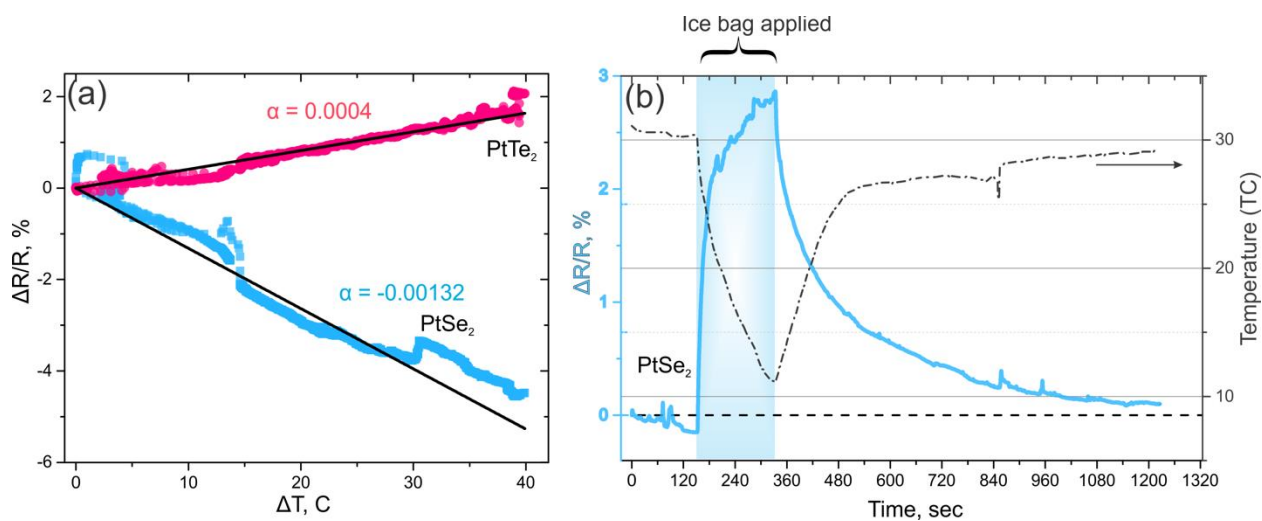 Ice bag applied
(a)
α = 0.0004
PtTe₂
α = -0.00132
PtSe₂
ΔR/R, %
2
0
-2
-4
-6
0 10 20 30 40
ΔT, C
(b)
PtSe₂
ΔR/R, %
3
2
1
0
30
20
10
Temperature (TC)
0 120 240 360 480 600 720 840 960 1080 1200 1320
Time, sec